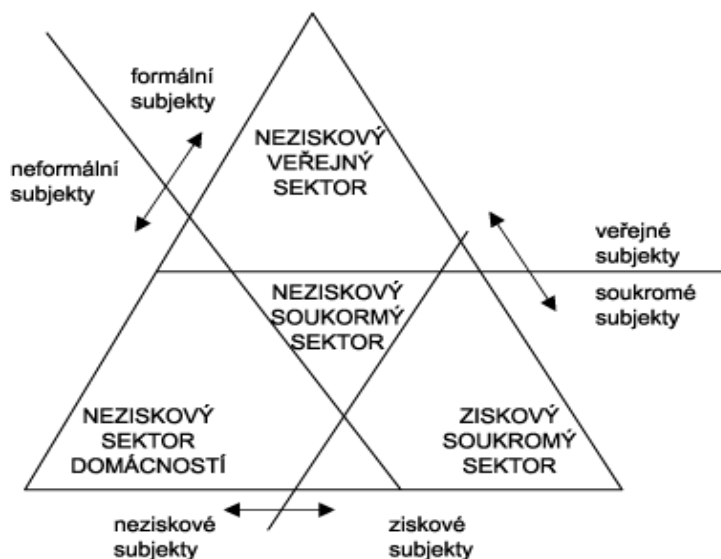 formální
subjekty
neformální
subjekty
NEZISKOVÝ
VEŘEJNÝ
SEKTOR
veřejné
subjekty
soukromé
subjekty
NEZISKOVÝ
SOUKORMÝ
SEKTOR
NEZISKOVÝ
SEKTOR
DOMÁCNOSTÍ
ZISKOVÝ
SOUKROMÝ
SEKTOR
neziskové
subjekty
ziskové
subjekty